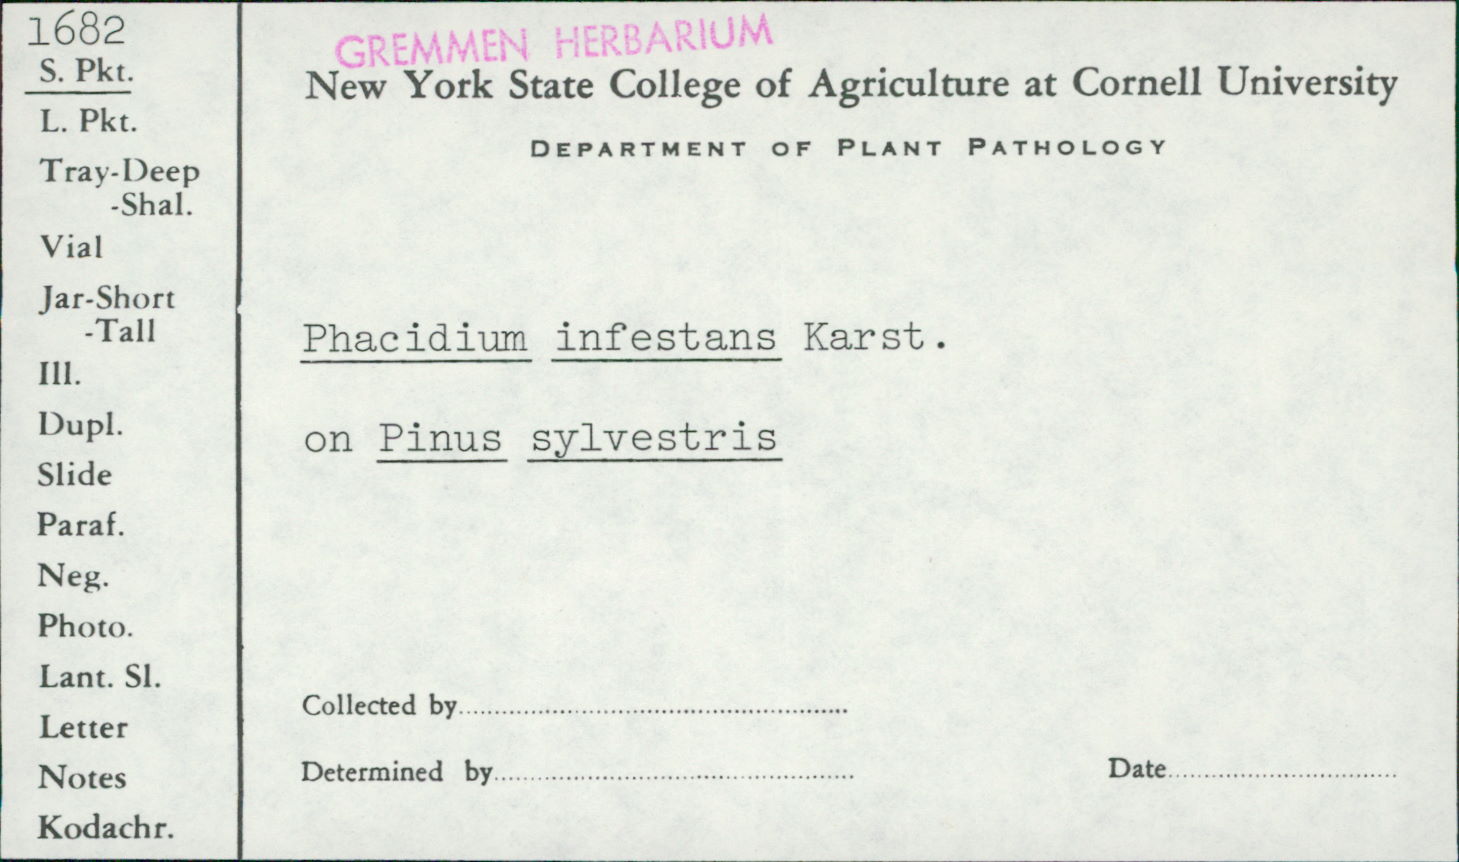 1682
S. Pkt.
L. Pkt.
Tray-Deep
-Shal.
Vial
Jar-Short
-Tall
Ill.
Dupl.
Slide
Paraf.
Neg.
Photo.
Lant. Sl.
Letter
Notes
Kodachr.
GREMMEN HERBARIUM
New York State College of Agriculture at Cornell University
DEPARTMENT OF PLANT PATHOLOGY
Phacidium infestans Karst.
on Pinus sylvestris
Collected by
Determined by
Date